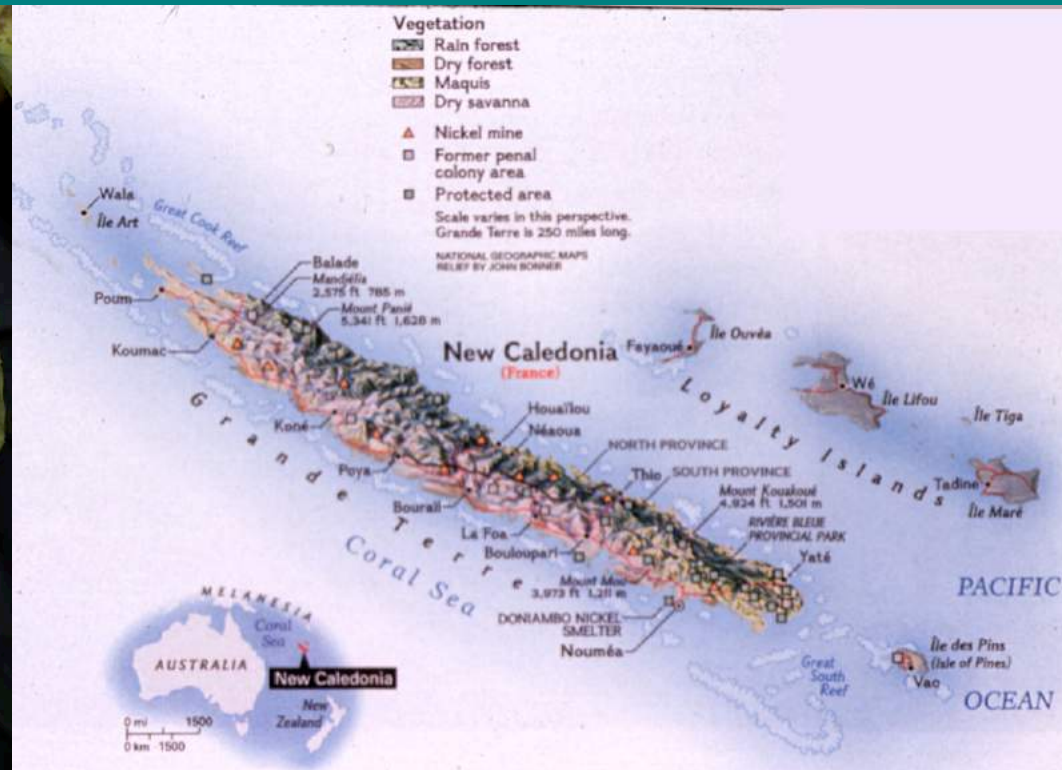 Vegetation
Rain forest
Dry forest
Maquis
Dry savanna
Nickel mine
Former penal
colony area
Protected area
Scale varies in this perspective.
Grande Terre is 250 miles long.
NATIONAL GEOGRAPHIC MAPS
RELIEF BY JOHN BONNER
Wala
Île Art
Great Cook Reef
Balade
Mandjélia
2,575 ft 785 m
Poum
Mount Panié
5,341 ft 1,628 m
Koumac
New Caledonia
(France)
Fayaoué
Île Ouvéa
Wé
Île Lifou
Île Tiga
Loyalty Islands
Tadine
Île Maré
Grande Terre
Koné
Houaïlou
Néaoua
NORTH PROVINCE
Poya
Thio
SOUTH PROVINCE
Mount Kouakoué
4,924 ft 1,501 m
Bourail
RIVIÈRE BLEUE
PROVINCIAL PARK
La Foa
Yaté
Bouloupari
Coral Sea
Mount Mou
3,973 ft 1,211 m
DONIAMBO NICKEL
SMELTER
Nouméa
PACIFIC
OCEAN
Île des Pins
(Isle of Pines)
Vao
Great
South
Reef
MELANESIA
Coral
Sea
AUSTRALIA
New Caledonia
New
Zealand
0 mi 1500
0 km 1500